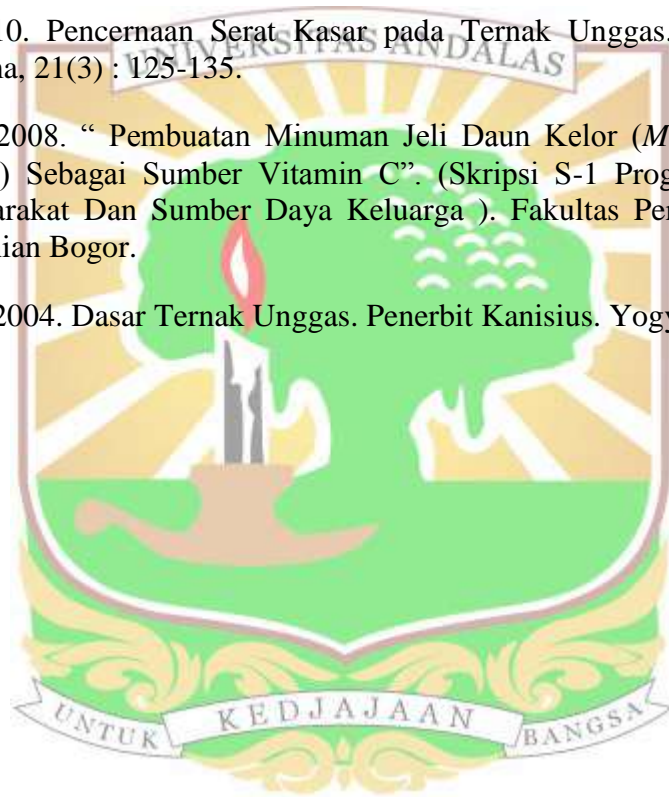 10. Pencernaan Serat Kasar pada Ternak Unggas.
na, 21(3) : 125-135.
UNIVERSITAS ANDALAS
2008. “ Pembuatan Minuman Jeli Daun Kelor (M
) Sebagai Sumber Vitamin C”. (Skripsi S-1 Prog
arakat Dan Sumber Daya Keluarga ). Fakultas Per
ian Bogor.
2004. Dasar Ternak Unggas. Penerbit Kanisius. Yogy
UNTUK KEDJAJAAN BANGSA